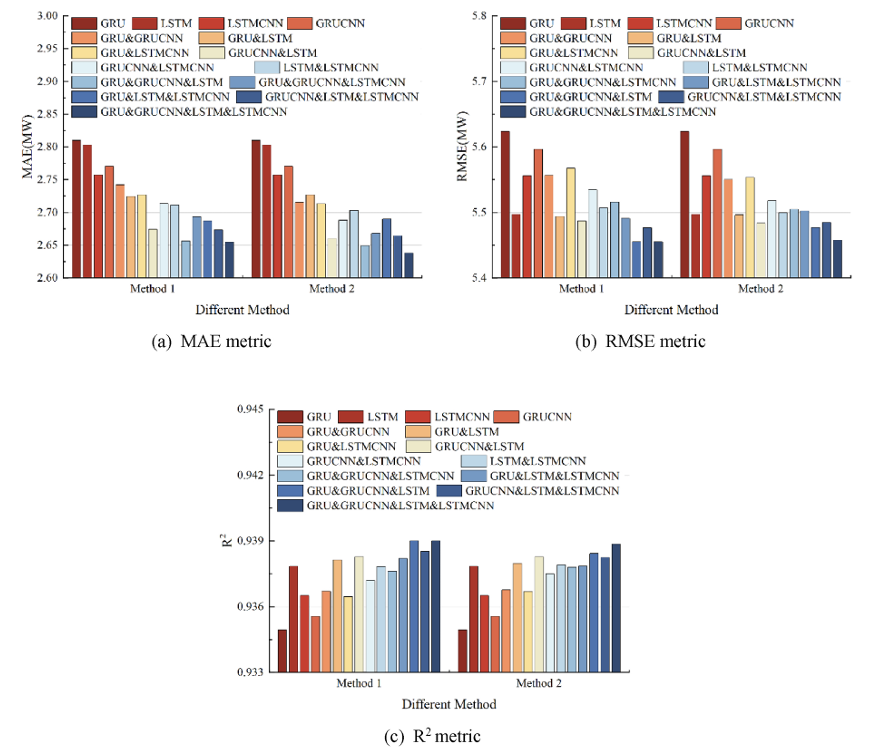 3.00
2.95
2.90
2.85
2.80
2.75
2.70
2.65
2.60
MAE(MW)
GRU LSTM LSTMCNN GRUCNN
GRU&GRUCNN GRU&LSTM
GRU&LSTMCNN GRUCNN&LSTM
GRUCNN&LSTMCNN LSTM&LSTMCNN
GRU&GRUCNN&LSTM GRU&GRUCNN&LSTMCNN
GRU&LSTM&LSTMCNN GRUCNN&LSTM&LSTMCNN
GRU&GRUCNN&LSTM&LSTMCNN
Method 1 Method 2
Different Method
(a) MAE metric
5.8
5.7
5.6
5.5
5.4
RMSE(MW)
GRU LSTM LSTMCNN GRUCNN
GRU&GRUCNN GRU&LSTM
GRU&LSTMCNN GRUCNN&LSTM
GRUCNN&LSTMCNN LSTM&LSTMCNN
GRU&GRUCNN&LSTMCNN GRU&LSTM&LSTMCNN
GRU&GRUCNN&LSTM GRUCNN&LSTM&LSTMCNN
GRU&GRUCNN&LSTM&LSTMCNN
Method 1 Method 2
Different Method
(b) RMSE metric
0.945
0.942
0.939
0.936
0.933
R²
GRU LSTM LSTMCNN GRUCNN
GRU&GRUCNN GRU&LSTM
GRU&LSTMCNN GRUCNN&LSTM
GRUCNN&LSTMCNN LSTM&LSTMCNN
GRU&GRUCNN&LSTMCNN GRU&LSTM&LSTMCNN
GRU&GRUCNN&LSTM GRUCNN&LSTM&LSTMCNN
GRU&GRUCNN&LSTM&LSTMCNN
Method 1 Method 2
Different Method
(c) R² metric